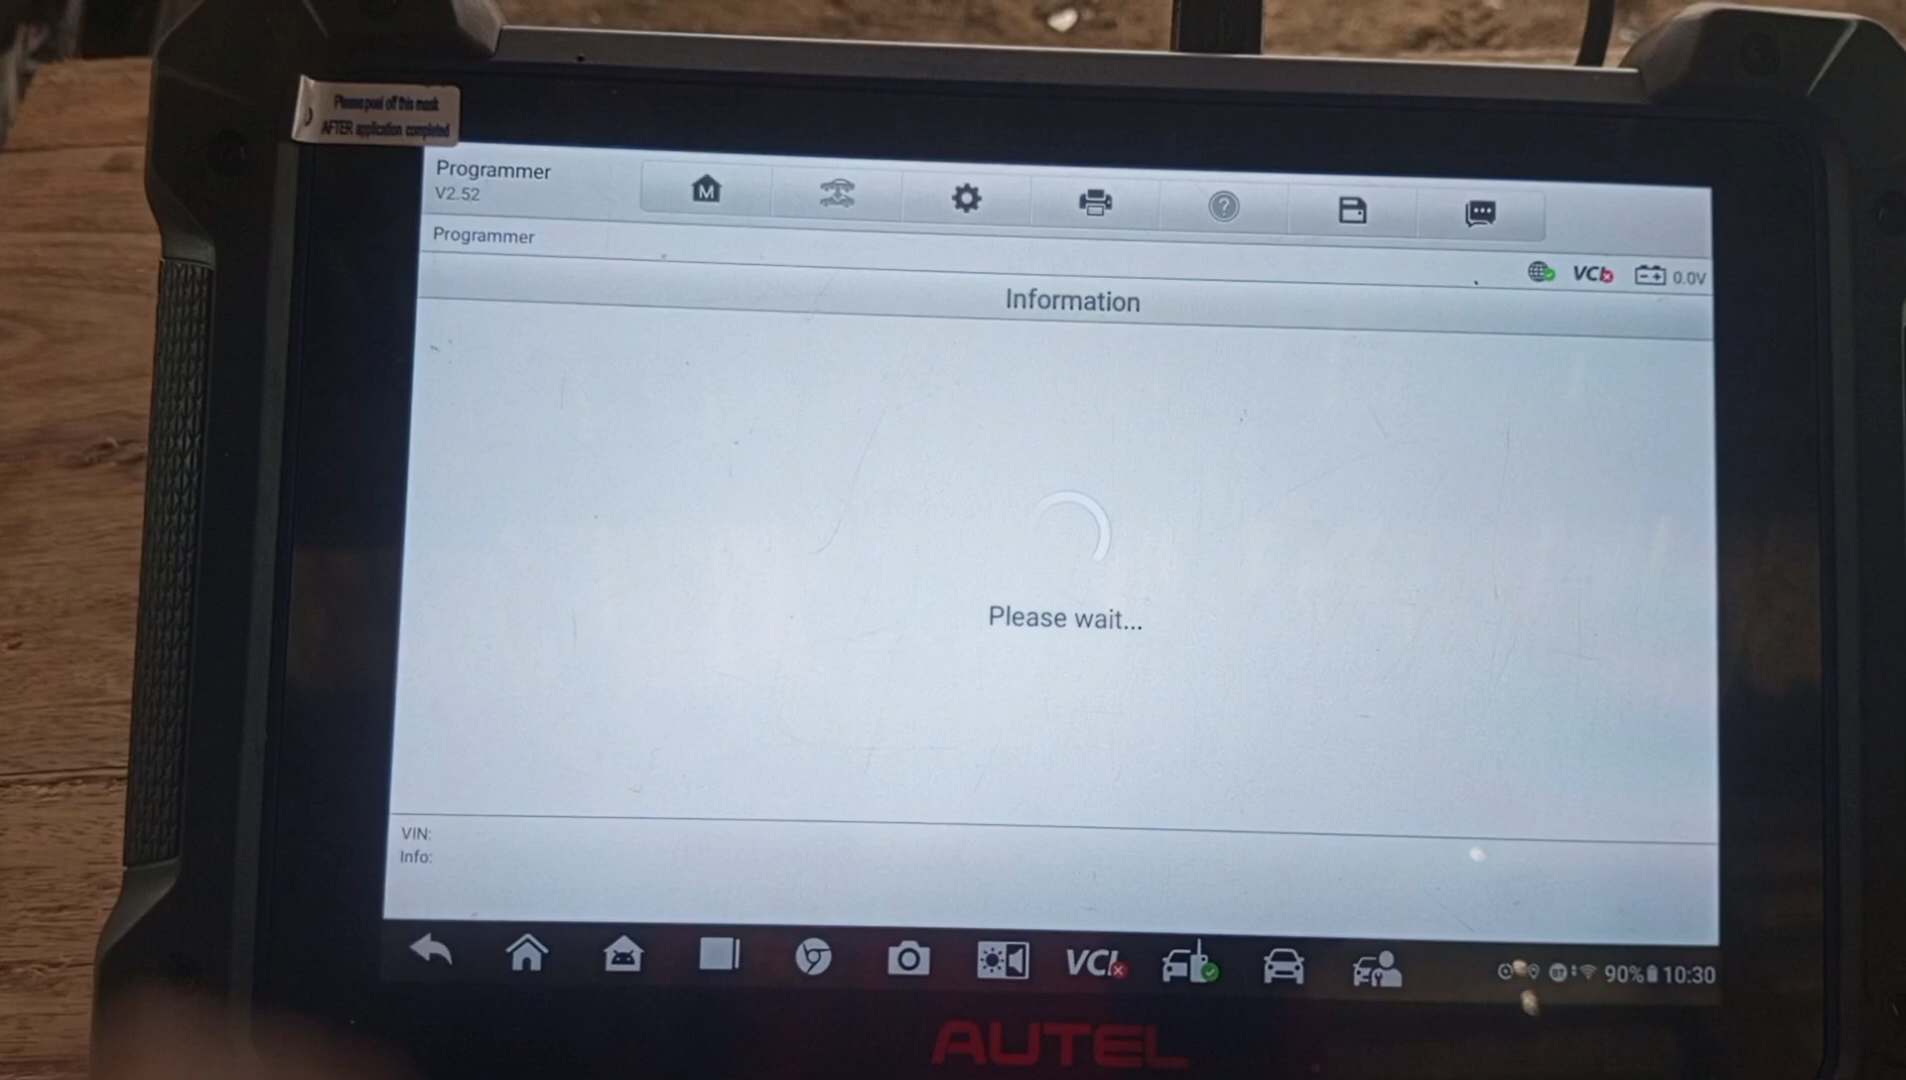 Please peel off this mask
AFTER application completed
Programmer
V2.52
M
?
Programmer
VCI
0.0V
Information
Please wait...
VIN:
Info:
VCI
90%
10:30
AUTEL